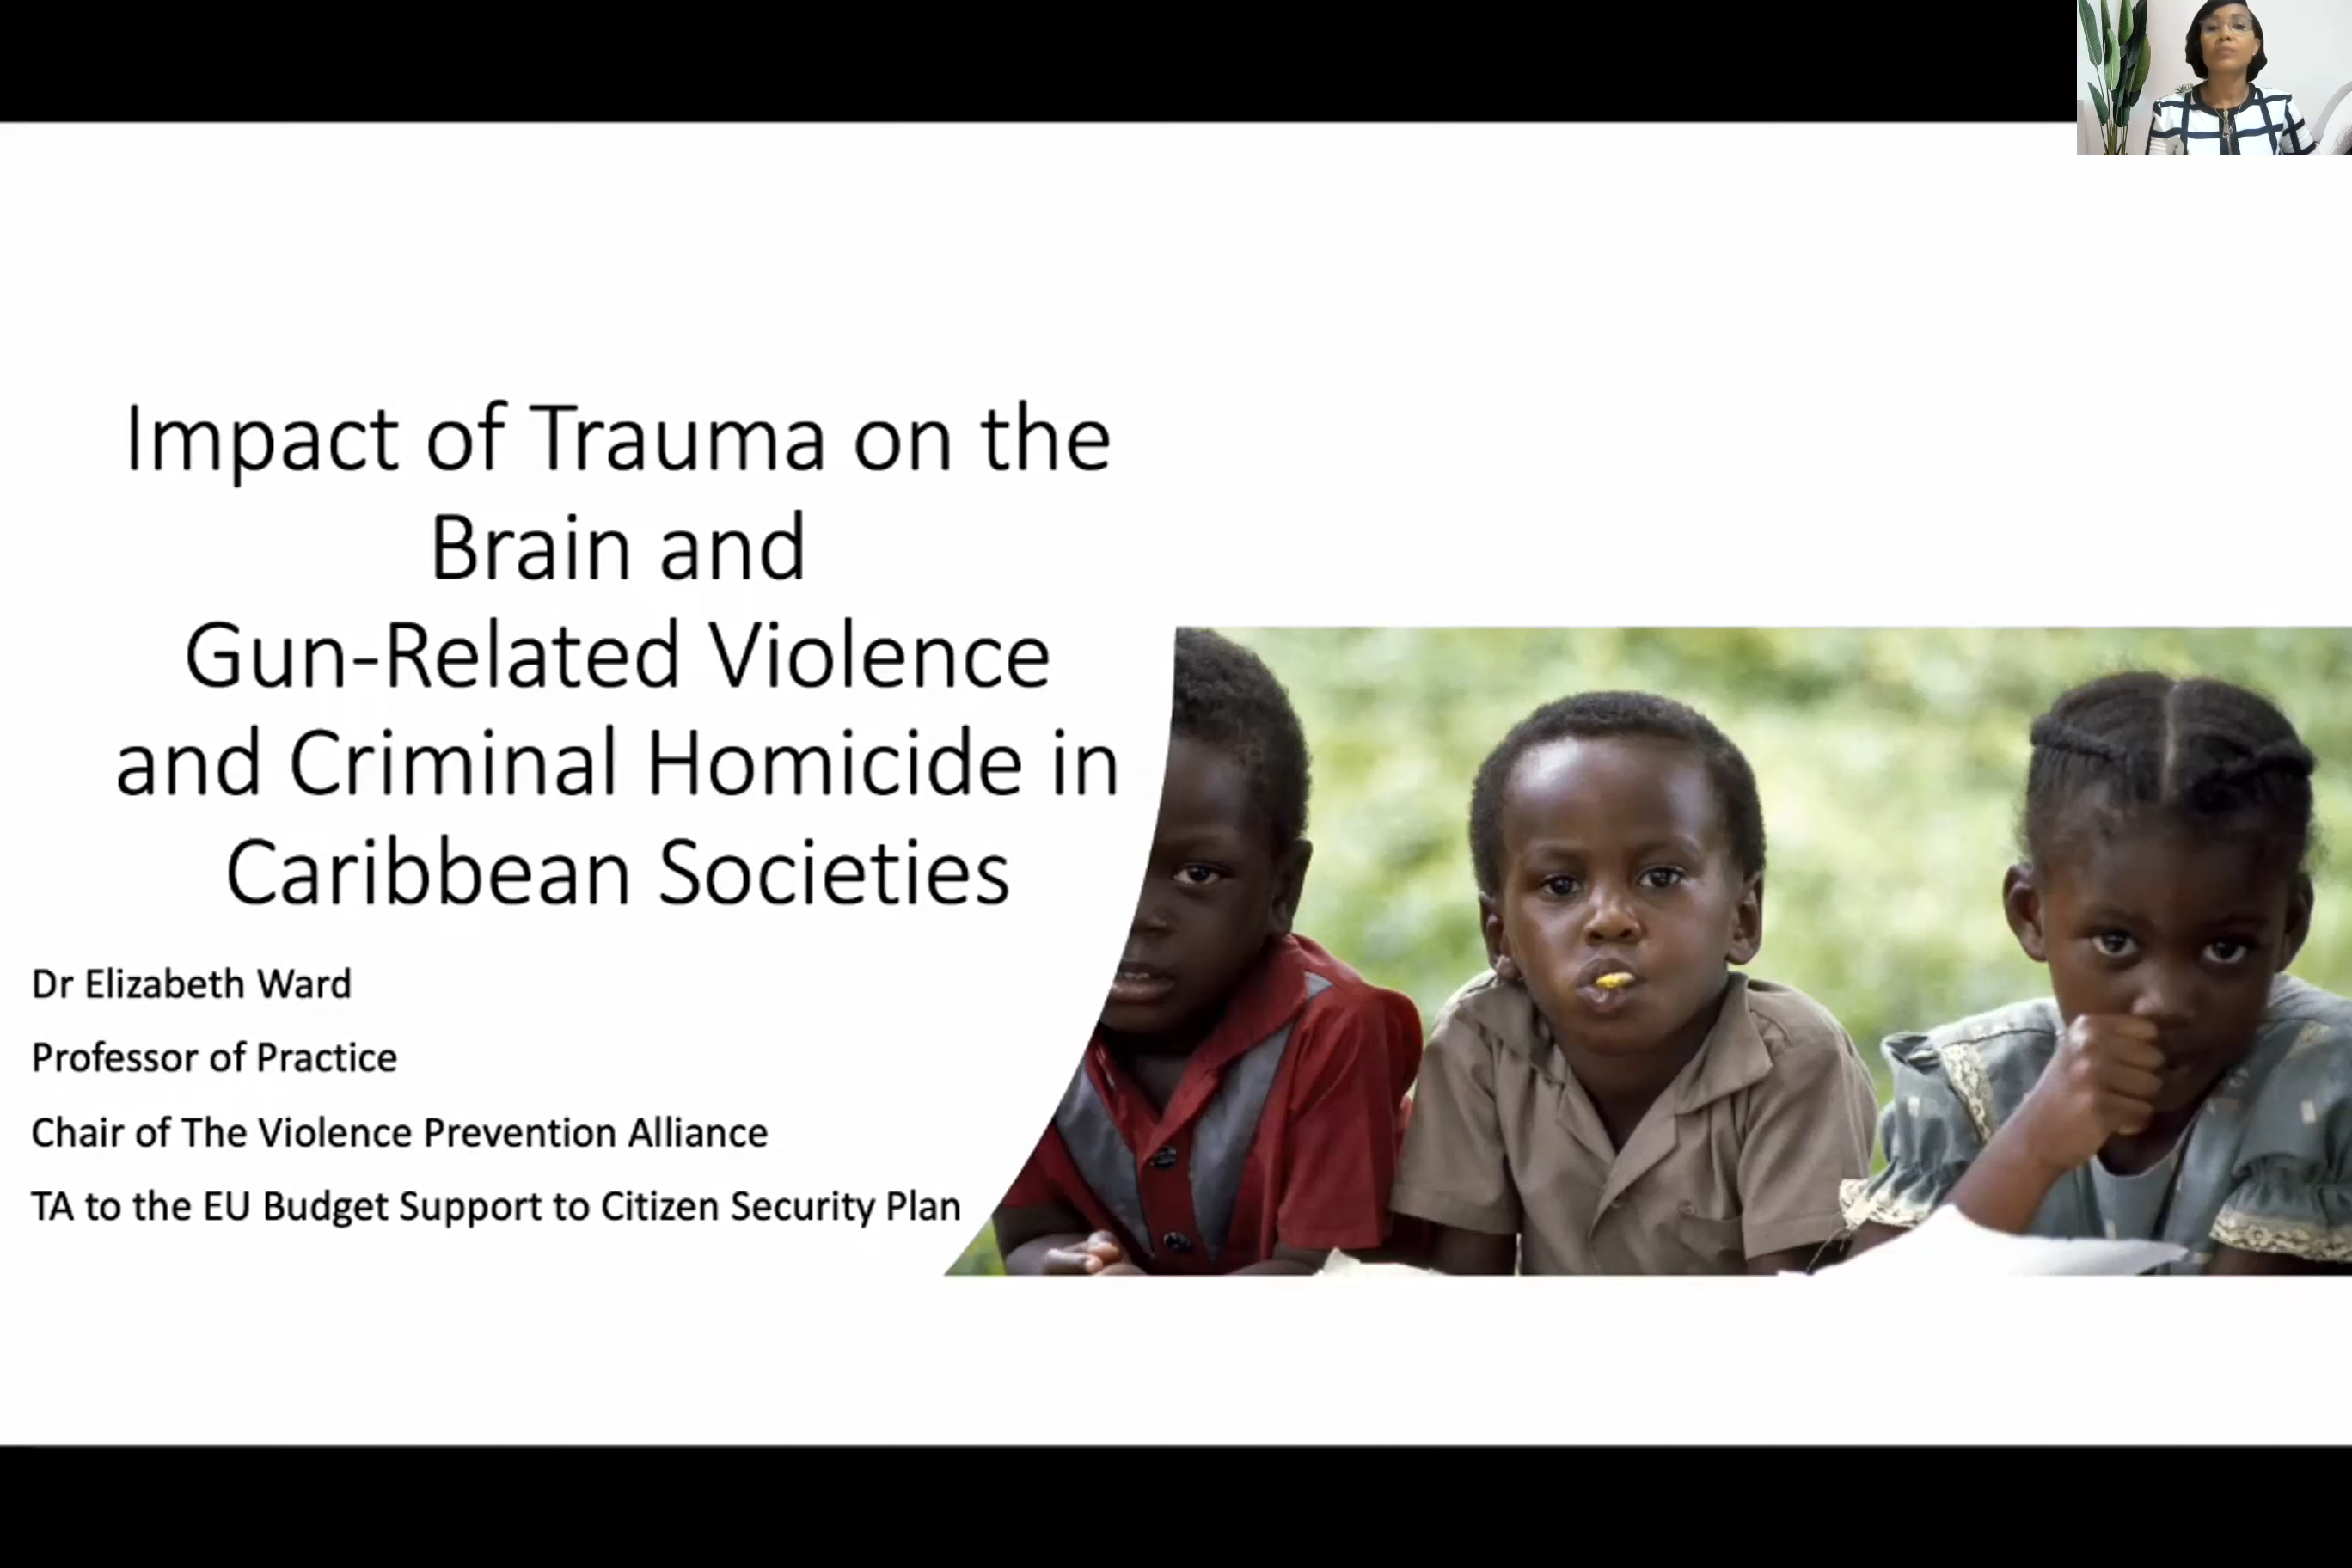 Impact of Trauma on the
Brain and
Gun-Related Violence
and Criminal Homicide in
Caribbean Societies
Dr Elizabeth Ward
Professor of Practice
Chair of The Violence Prevention Alliance
TA to the EU Budget Support to Citizen Security Plan